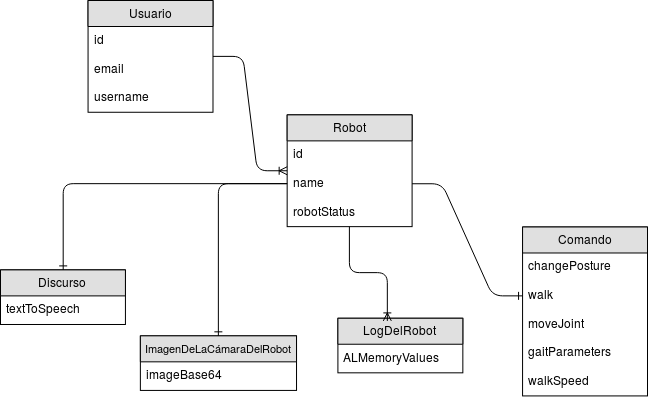 Usuario
id
email
username
Robot
id
name
robotStatus
Comando
changePosture
walk
moveJoint
gaitParameters
walkSpeed
Discurso
textToSpeech
LogDelRobot
ALMemoryValues
ImagenDeLaCámaraDelRobot
imageBase64